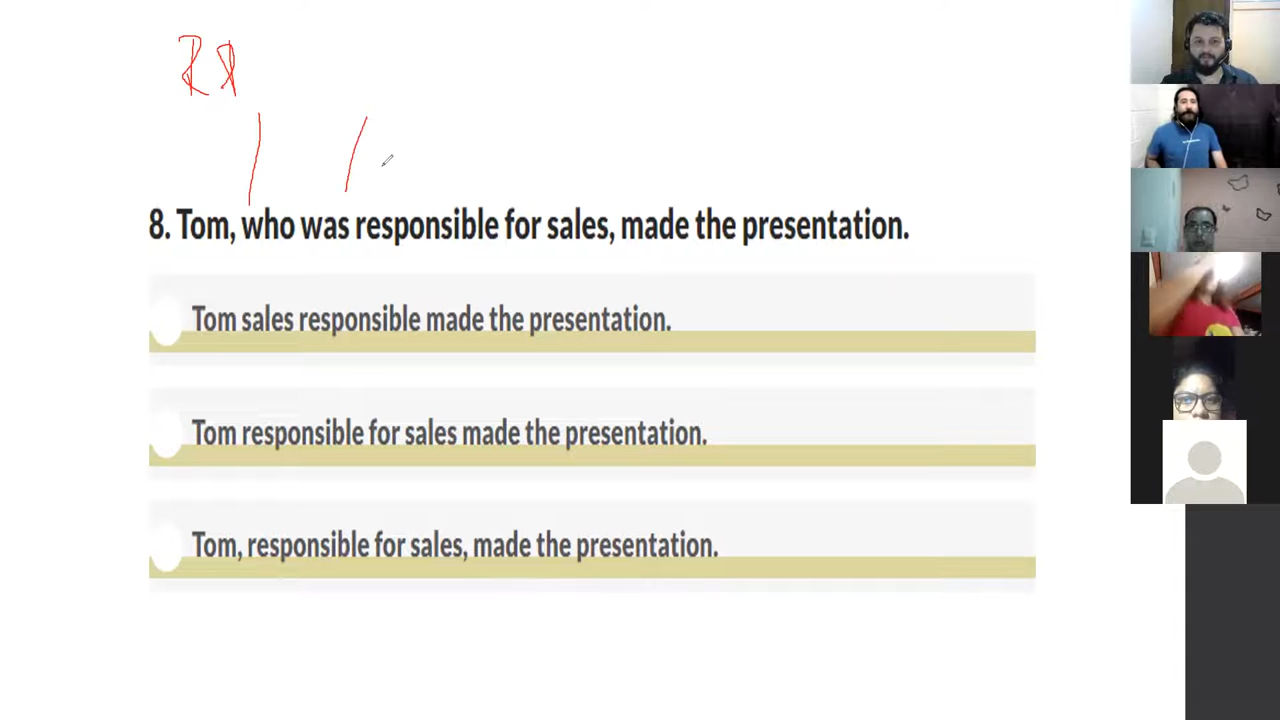 8. Tom, who was responsible for sales, made the presentation.
Tom sales responsible made the presentation.
Tom responsible for sales made the presentation.
Tom, responsible for sales, made the presentation.